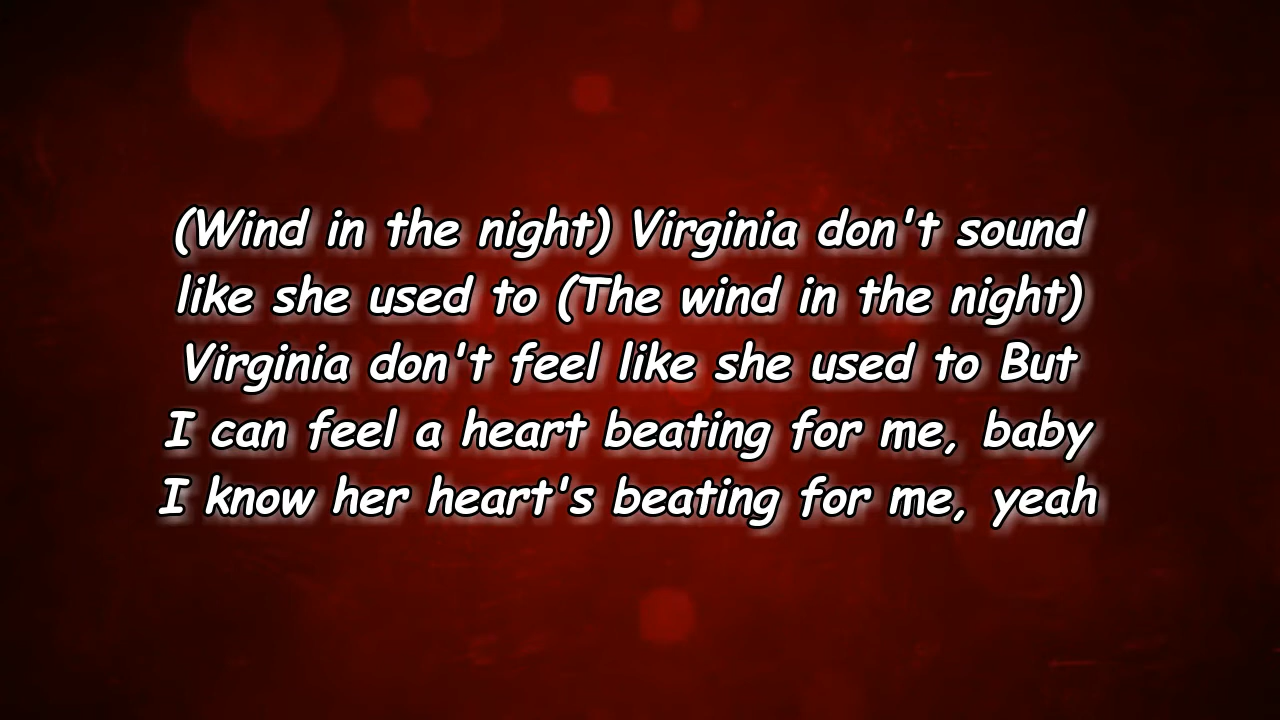 (Wind in the night) Virginia don't sound
like she used to (The wind in the night)
Virginia don't feel like she used to But
I can feel a heart beating for me, baby
I know her heart's beating for me, yeah